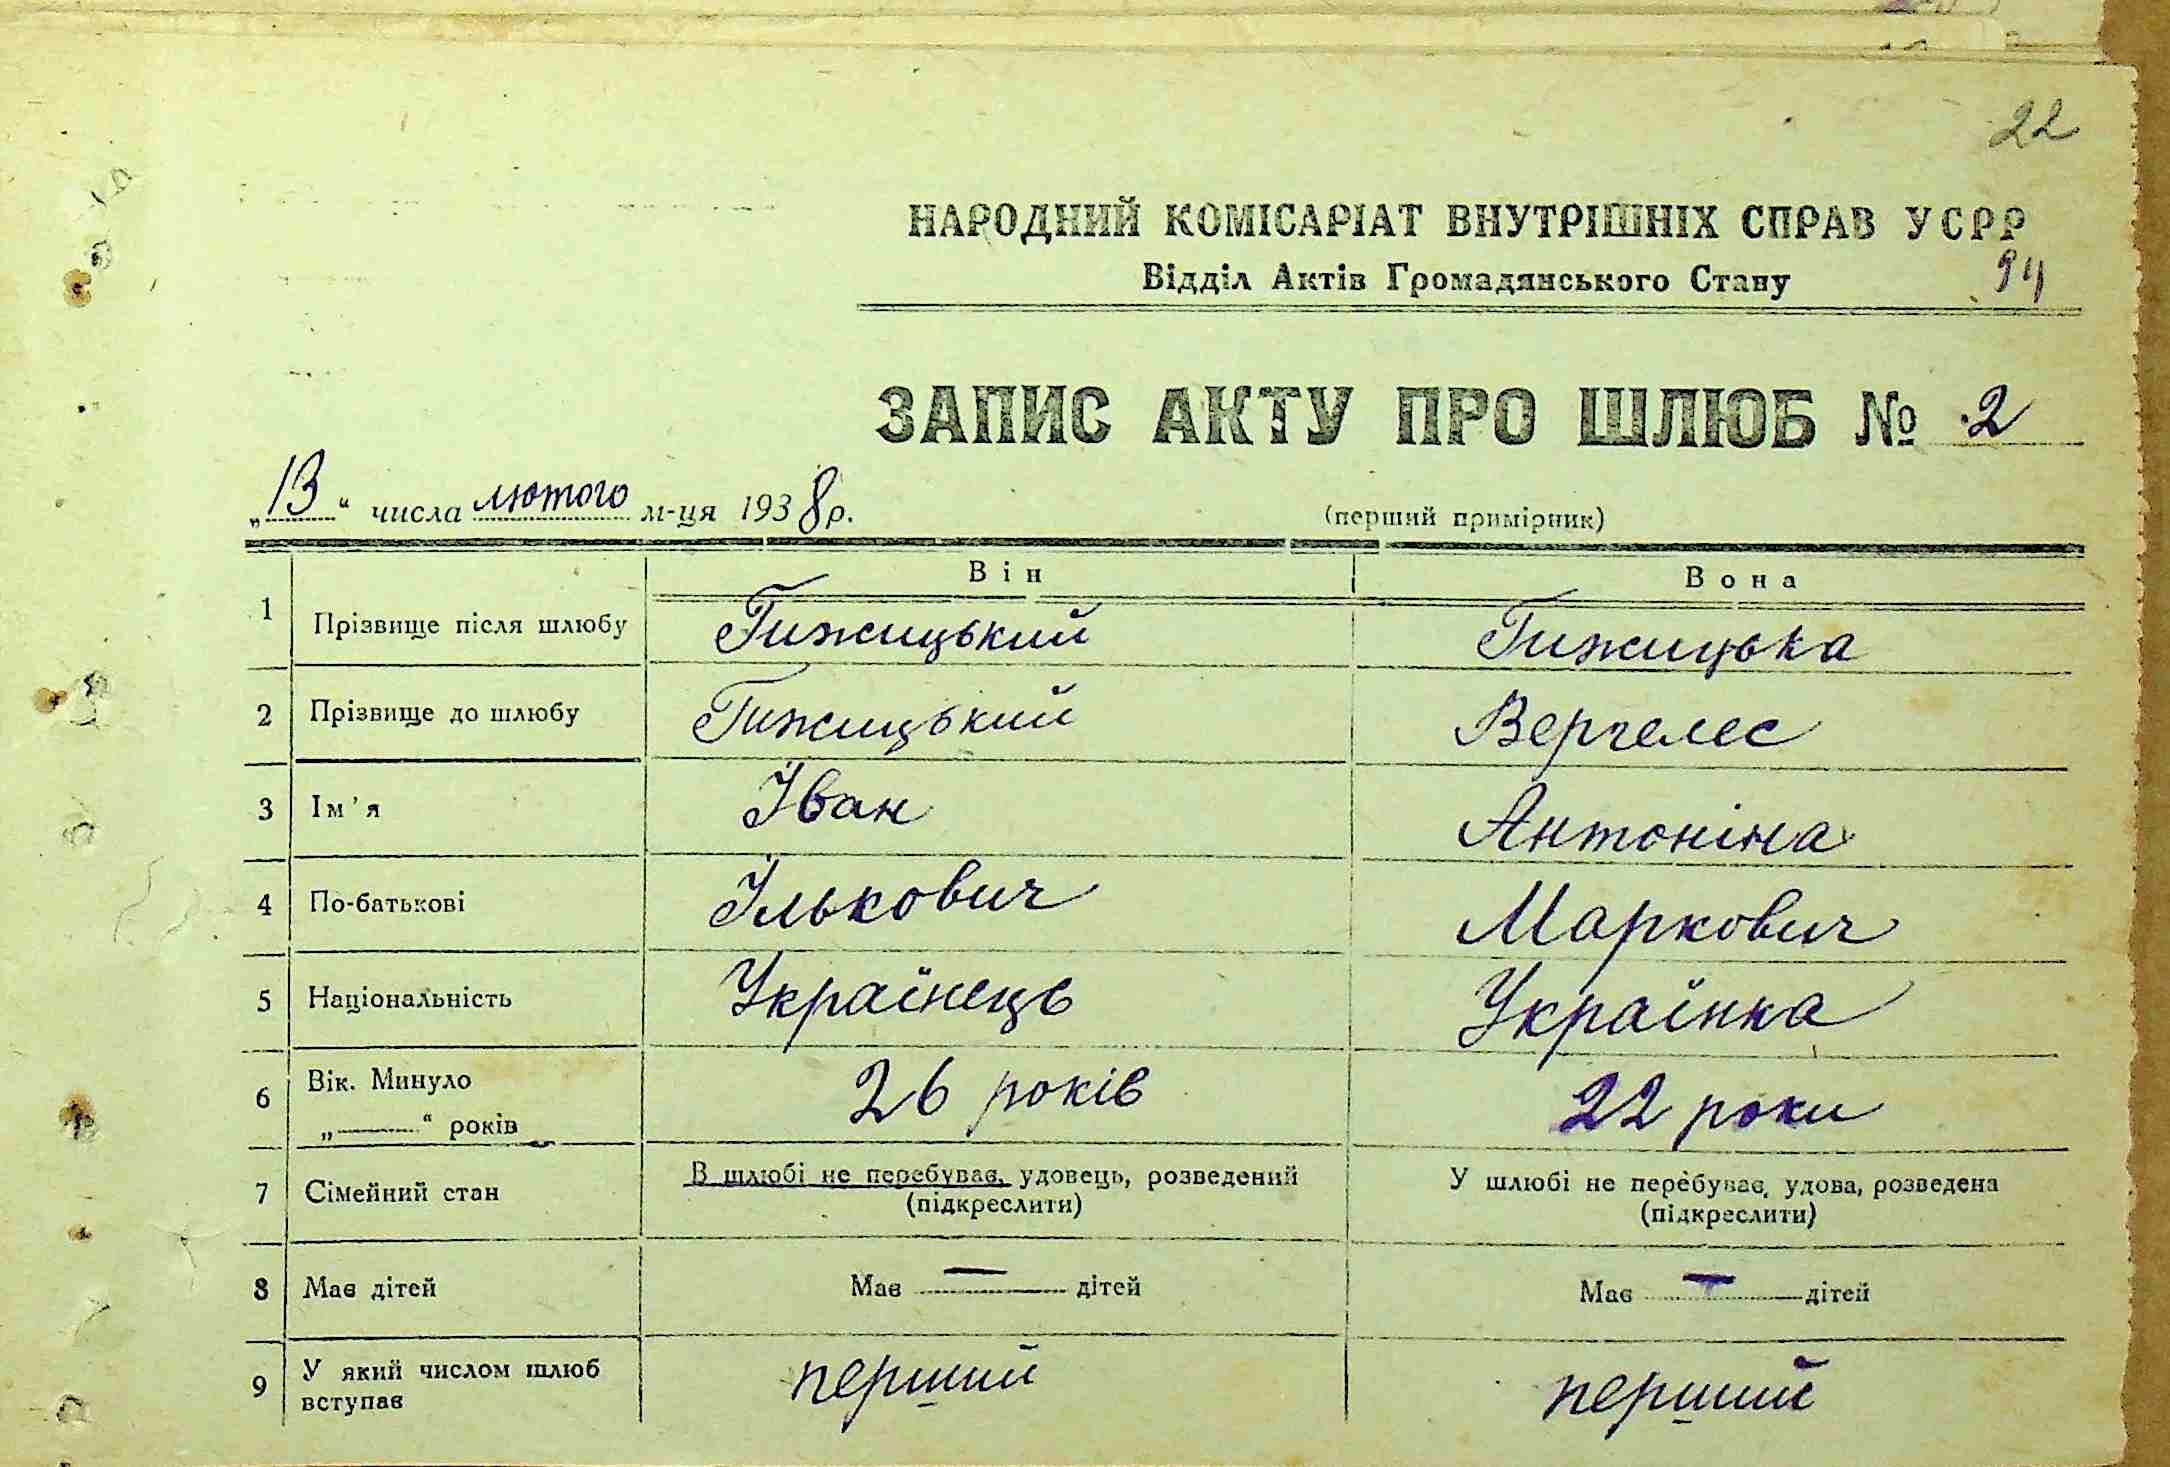 22
НАРОДНИЙ КОМІСАРІАТ ВНУТРІШНІХ СПРАВ УСРР
Відділ Актів Громадянського Стану 94
ЗАПИС АКТУ ПРО ШЛЮБ № 2
„13“ числа лютого м-ця 1938 р. (перший примірник)
Він Вона
1 Прізвище після шлюбу Гижицький Гижицька
2 Прізвище до шлюбу Гижицький Вергелес
3 Ім'я Іван Антоніна
4 По-батькові Ількович Маркович
5 Національність Українець Українка
6 Вік. Минуло 26 років 22 роки
„ “ років
7 Сімейний стан В шлюбі не перебуває, удовець, розведений У шлюбі не перебуває, удова, розведена
(підкреслити) (підкреслити)
8 Має дітей Має — дітей Має — дітей
9 У який числом шлюб вступає перший перший